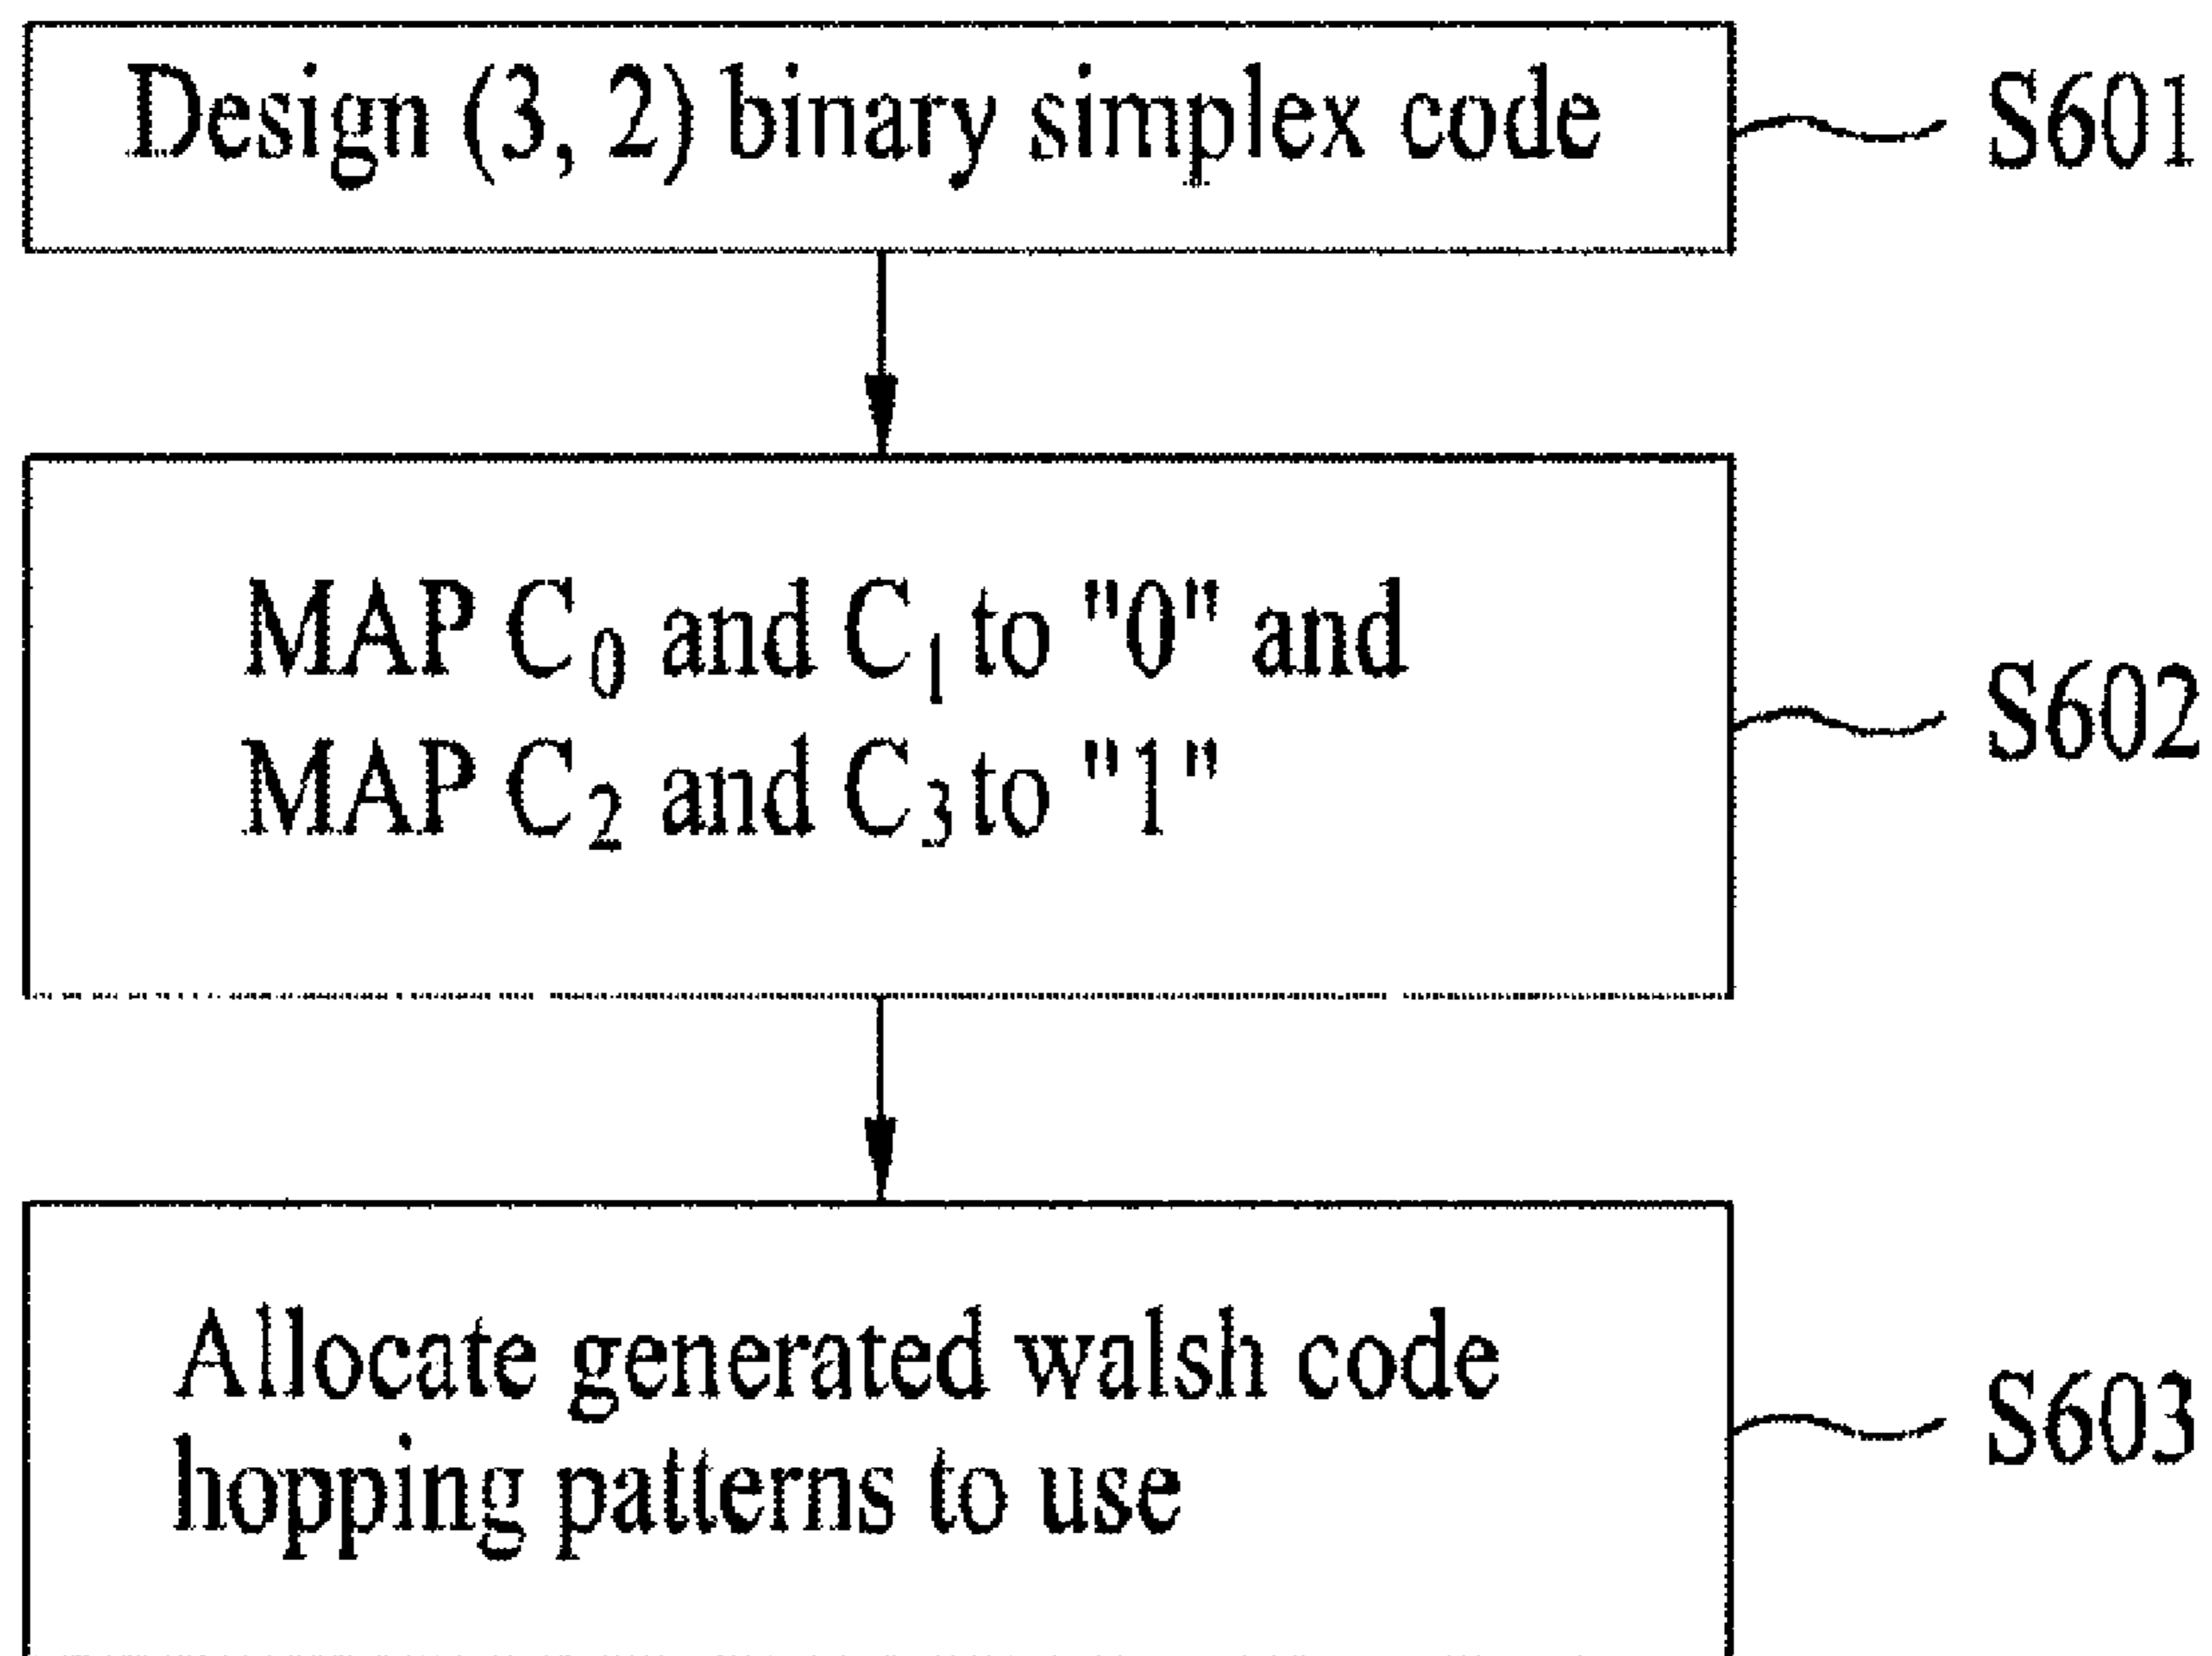 Design (3, 2) binary simplex code
S601
MAP C₀ and C₁ to "0" and
MAP C₂ and C₃ to "1"
S602
Allocate generated walsh code
hopping patterns to use
S603